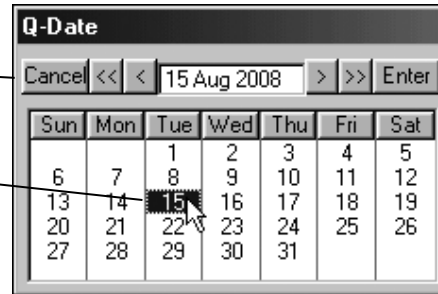 Q-Date
Cancel << < 15 Aug 2008 > >> Enter
Sun Mon Tue Wed Thu Fri Sat
1 2 3 4 5
6 7 8 9 10 11 12
13 14 15 16 17 18 19
20 21 22 23 24 25 26
27 28 29 30 31